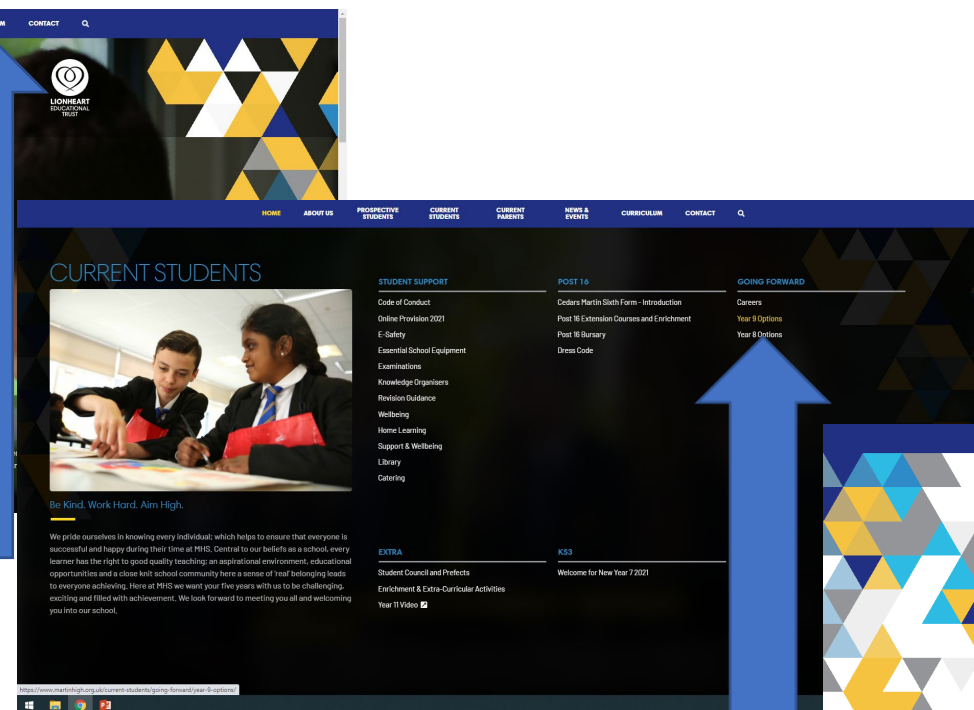 CONTACT
LIONHEART
EDUCATIONAL
TRUST
HOME
ABOUT US
PROSPECTIVE
STUDENTS
CURRENT
STUDENTS
CURRENT
PARENTS
NEWS &
EVENTS
CURRICULUM
CONTACT
CURRENT STUDENTS
Be Kind. Work Hard. Aim High.
We pride ourselves in knowing every individual; which helps to ensure that everyone is
successful and happy during their time at MHS. Central to our beliefs as a school, every
learner has the right to good quality teaching; an aspirational environment, educational
opportunities and a close knit school community here a sense of 'real' belonging leads
to everyone achieving. Here at MHS we want your five years with us to be challenging,
exciting and filled with achievement. We look forward to meeting you all and welcoming
you into our school.
STUDENT SUPPORT
Code of Conduct
Online Provision 2021
E-Safety
Essential School Equipment
Examinations
Knowledge Organisers
Revision Guidance
Wellbeing
Home Learning
Support & Wellbeing
Library
Catering
POST 16
Cedars Martin Sixth Form - Introduction
Post 16 Extension Courses and Enrichment
Post 16 Bursary
Dress Code
GOING FORWARD
Careers
Year 9 Options
Year 8 Options
EXTRA
Student Council and Prefects
Enrichment & Extra-Curricular Activities
Year 11 Video
KS3
Welcome for New Year 7 2021
https://www.martinhigh.org.uk/current-students/going-forward/year-9-options/